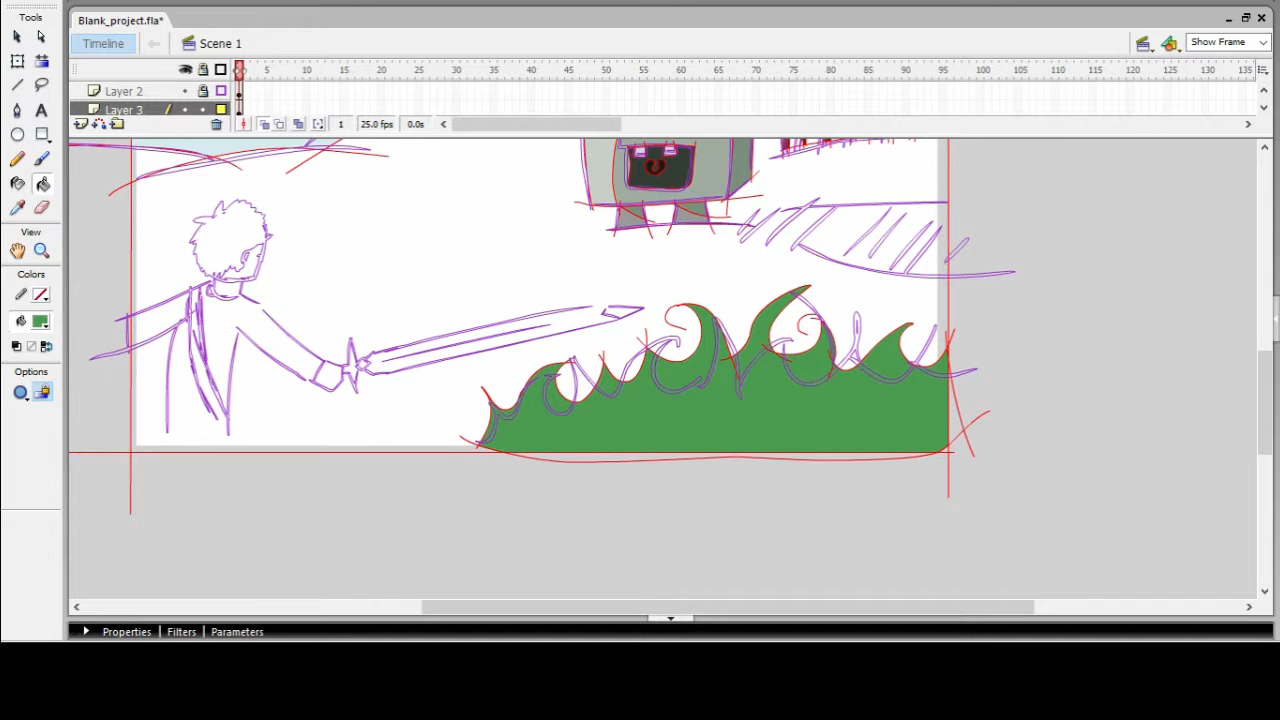 Tools
Blank_project.fla*
Timeline
Scene 1
Show Frame
5 10 15 20 25 30 35 40 45 50 55 60 65 70 75 80 85 90 95 100 105 110 115 120 125 130 135
Layer 2
Layer 3
1 25.0 fps 0.0s
A
View
Colors
Options
Properties Filters Parameters